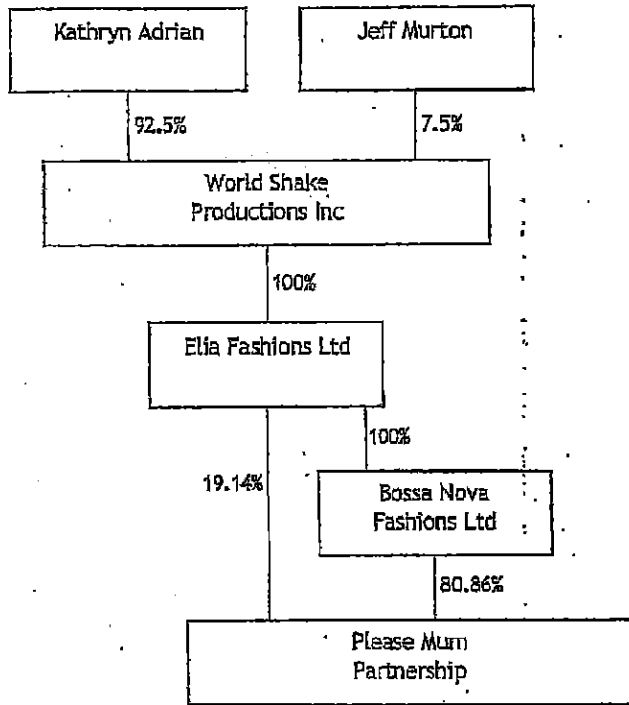 Kathryn Adrian
Jeff Murton
92.5%
7.5%
World Shake
Productions Inc
100%
Elia Fashions Ltd
100%
19.14%
Bossa Nova
Fashions Ltd
80.86%
Please Mum
Partnership